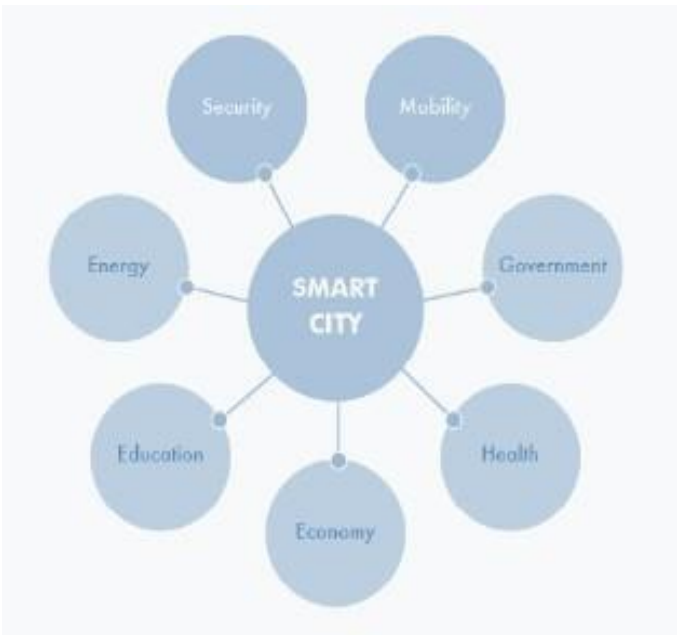 Security
Mobility
Energy
Government
SMART
CITY
Education
Health
Economy